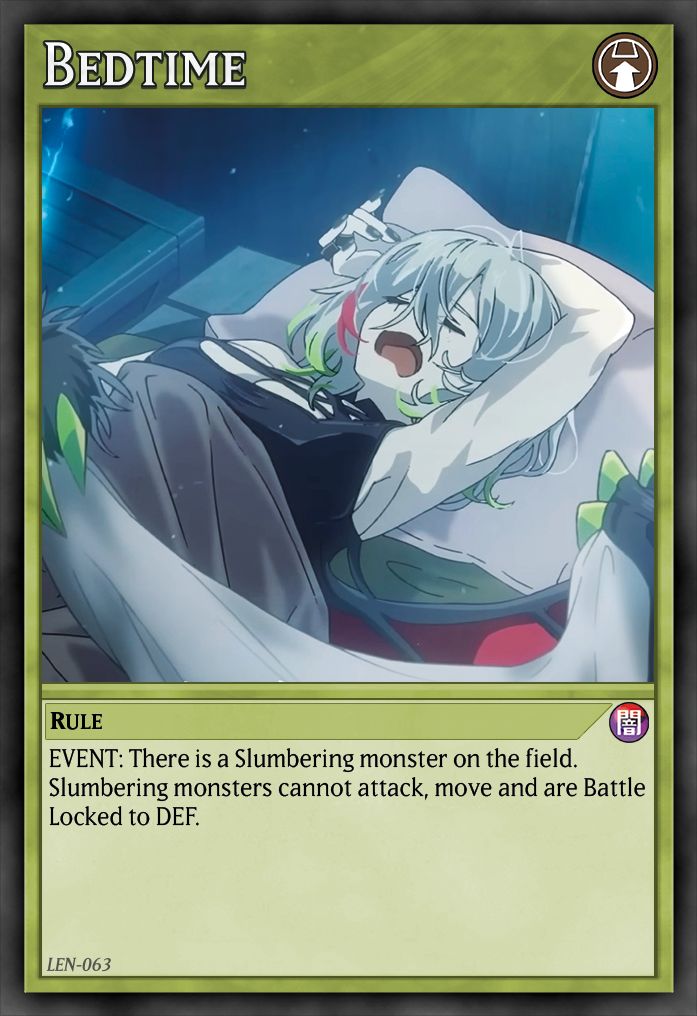 BEDTIME
RULE
闇
EVENT: There is a Slumbering monster on the field.
Slumbering monsters cannot attack, move and are Battle
Locked to DEF.
LEN-063